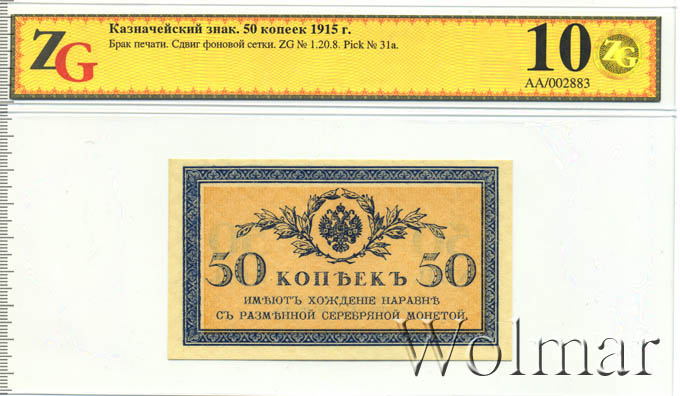 ZG
Казначейский знак. 50 копеек 1915 г.
Брак печати. Сдвиг фоновой сетки. ZG № 1.20.8. Pick № 31a.
10
ZG
AA/002883
50 КОПѢЕКЪ 50
ИМѢЮТЪ ХОЖДЕНІЕ НАРАВНѢ
СЪ РАЗМѢННОЙ СЕРЕБРЯНОЙ МОНЕТОЙ.
Wolmar